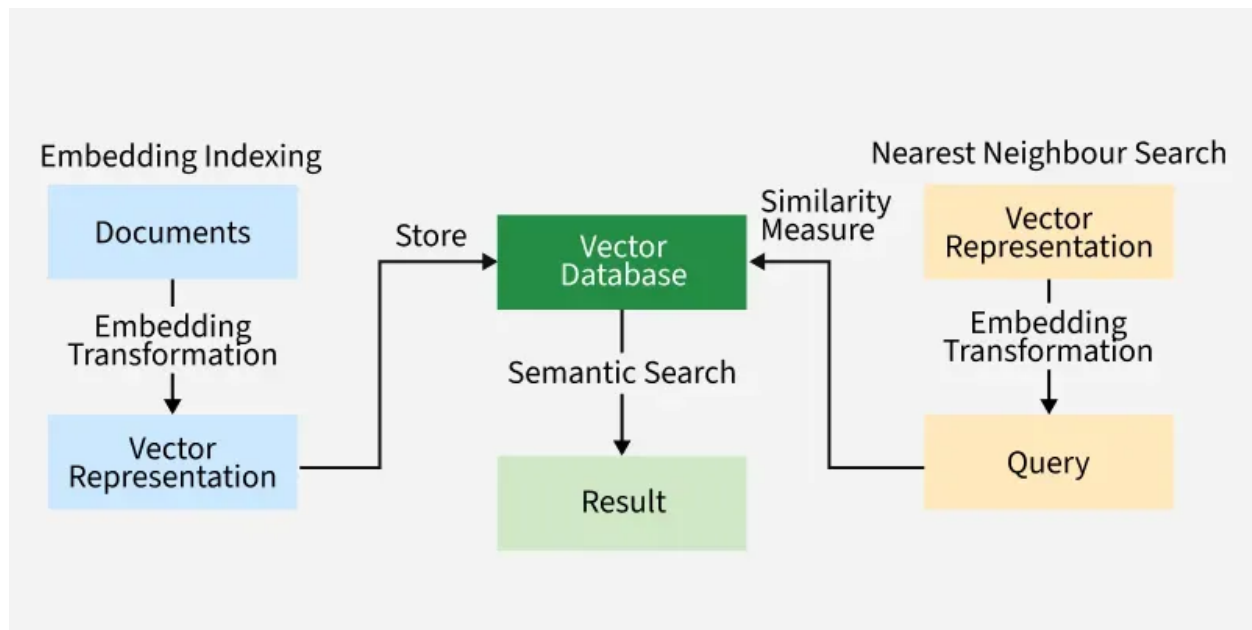 Embedding Indexing
Documents
Embedding
Transformation
Vector
Representation
Store
Vector
Database
Semantic Search
Result
Similarity
Measure
Nearest Neighbour Search
Vector
Representation
Embedding
Transformation
Query